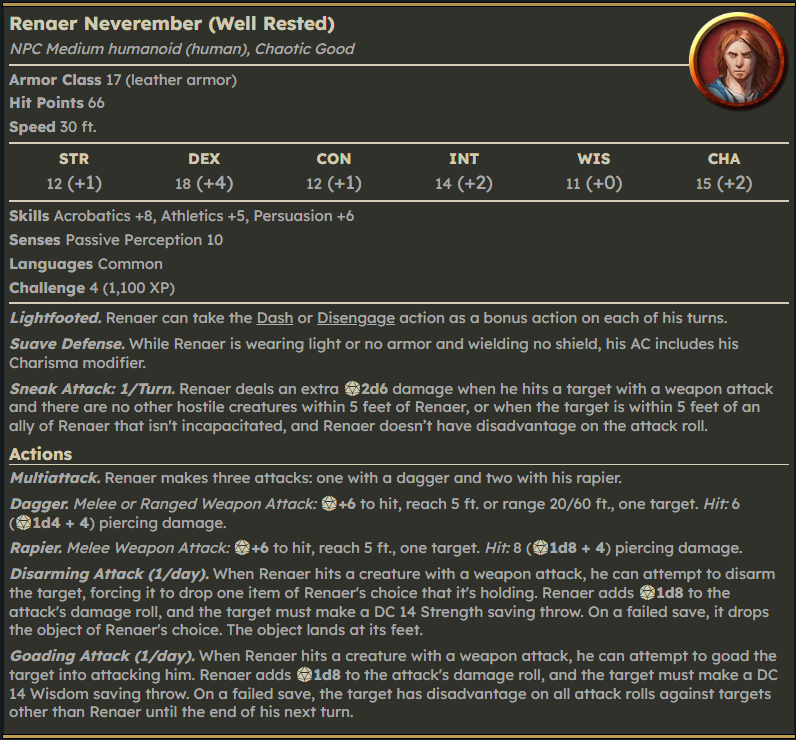 Renaer Neverember (Well Rested)
NPC Medium humanoid (human), Chaotic Good
Armor Class 17 (leather armor)
Hit Points 66
Speed 30 ft.
STR DEX CON INT WIS CHA
12 (+1) 18 (+4) 12 (+1) 14 (+2) 11 (+0) 15 (+2)
Skills Acrobatics +8, Athletics +5, Persuasion +6
Senses Passive Perception 10
Languages Common
Challenge 4 (1,100 XP)
Lightfooted. Renaer can take the Dash or Disengage action as a bonus action on each of his turns.
Suave Defense. While Renaer is wearing light or no armor and wielding no shield, his AC includes his
Charisma modifier.
Sneak Attack: 1/Turn. Renaer deals an extra 2d6 damage when he hits a target with a weapon attack
and there are no other hostile creatures within 5 feet of Renaer, or when the target is within 5 feet of an
ally of Renaer that isn't incapacitated, and Renaer doesn’t have disadvantage on the attack roll.
Actions
Multiattack. Renaer makes three attacks: one with a dagger and two with his rapier.
Dagger. Melee or Ranged Weapon Attack: +6 to hit, reach 5 ft. or range 20/60 ft., one target. Hit: 6
(1d4 + 4) piercing damage.
Rapier. Melee Weapon Attack: +6 to hit, reach 5 ft., one target. Hit: 8 (1d8 + 4) piercing damage.
Disarming Attack (1/day). When Renaer hits a creature with a weapon attack, he can attempt to disarm
the target, forcing it to drop one item of Renaer's choice that it's holding. Renaer adds 1d8 to the
attack's damage roll, and the target must make a DC 14 Strength saving throw. On a failed save, it drops
the object of Renaer's choice. The object lands at its feet.
Goading Attack (1/day). When Renaer hits a creature with a weapon attack, he can attempt to goad the
target into attacking him. Renaer adds 1d8 to the attack's damage roll, and the target must make a DC
14 Wisdom saving throw. On a failed save, the target has disadvantage on all attack rolls against targets
other than Renaer until the end of his next turn.